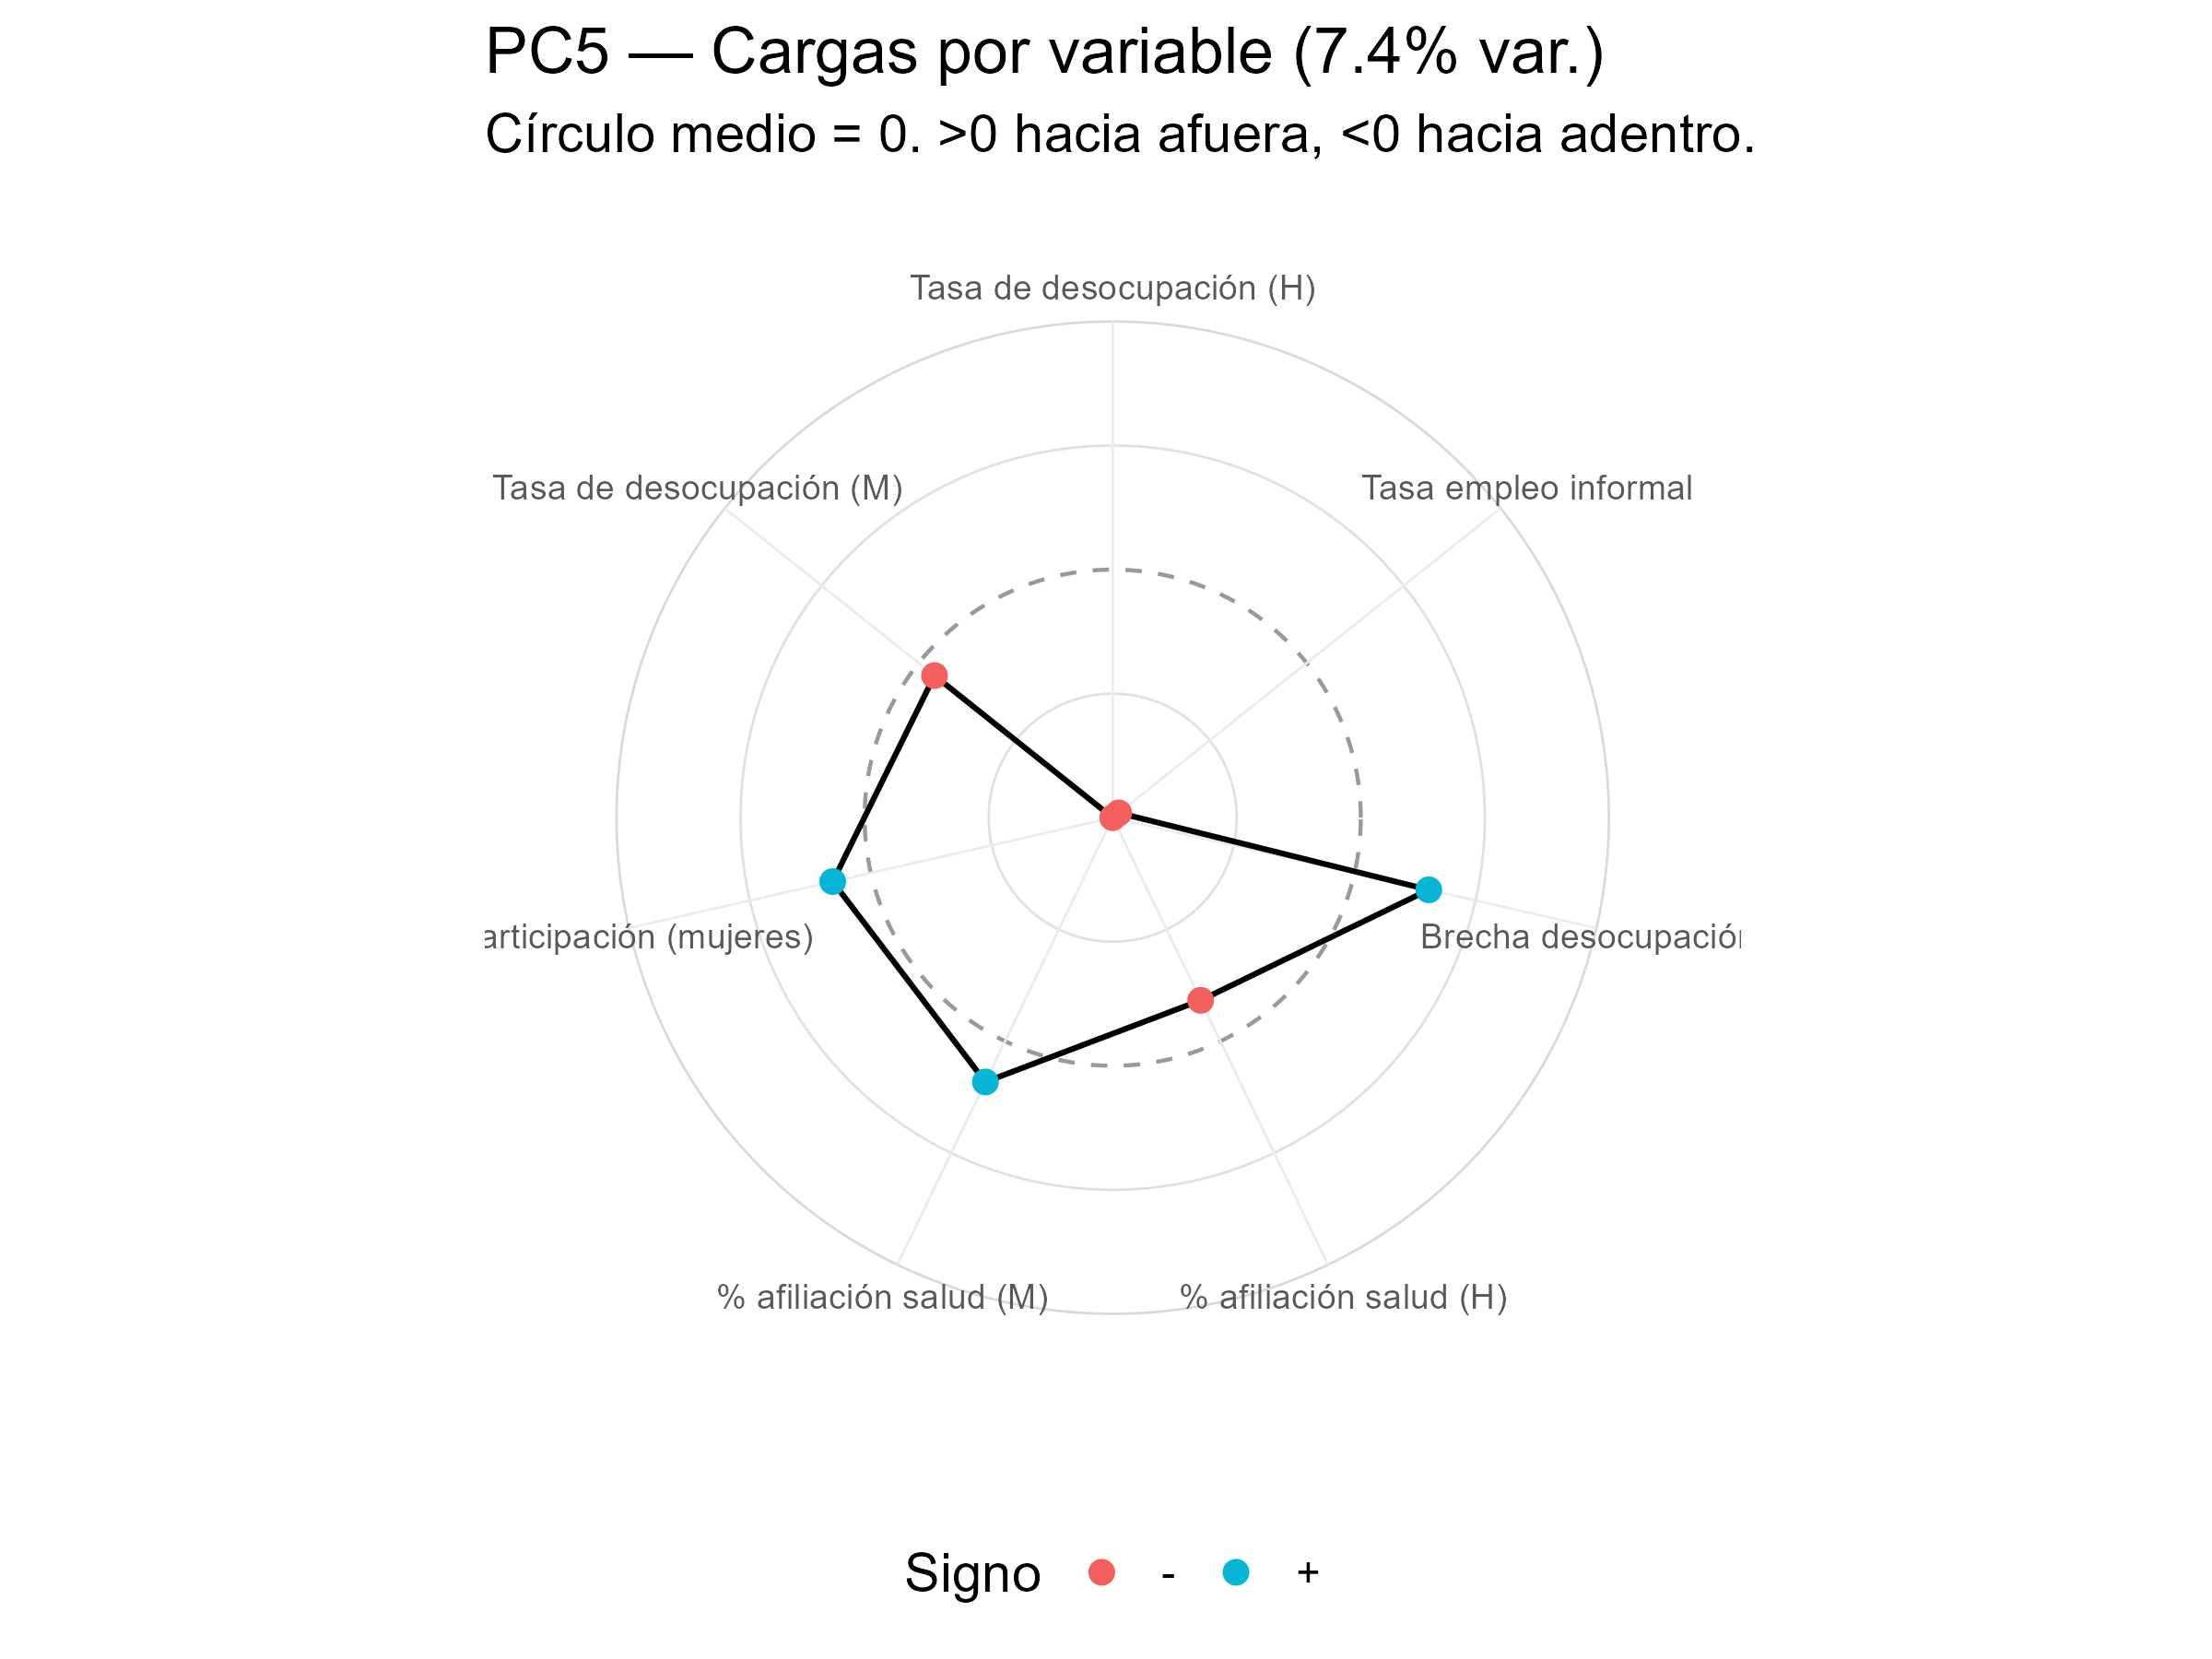 PC5 — Cargas por variable (7.4% var.)
Círculo medio = 0. >0 hacia afuera, <0 hacia adentro.
Tasa de desocupación (H)
Tasa de desocupación (M)
Tasa empleo informal
articipación (mujeres)
Brecha desocupación
% afiliación salud (M)
% afiliación salud (H)
Signo - +